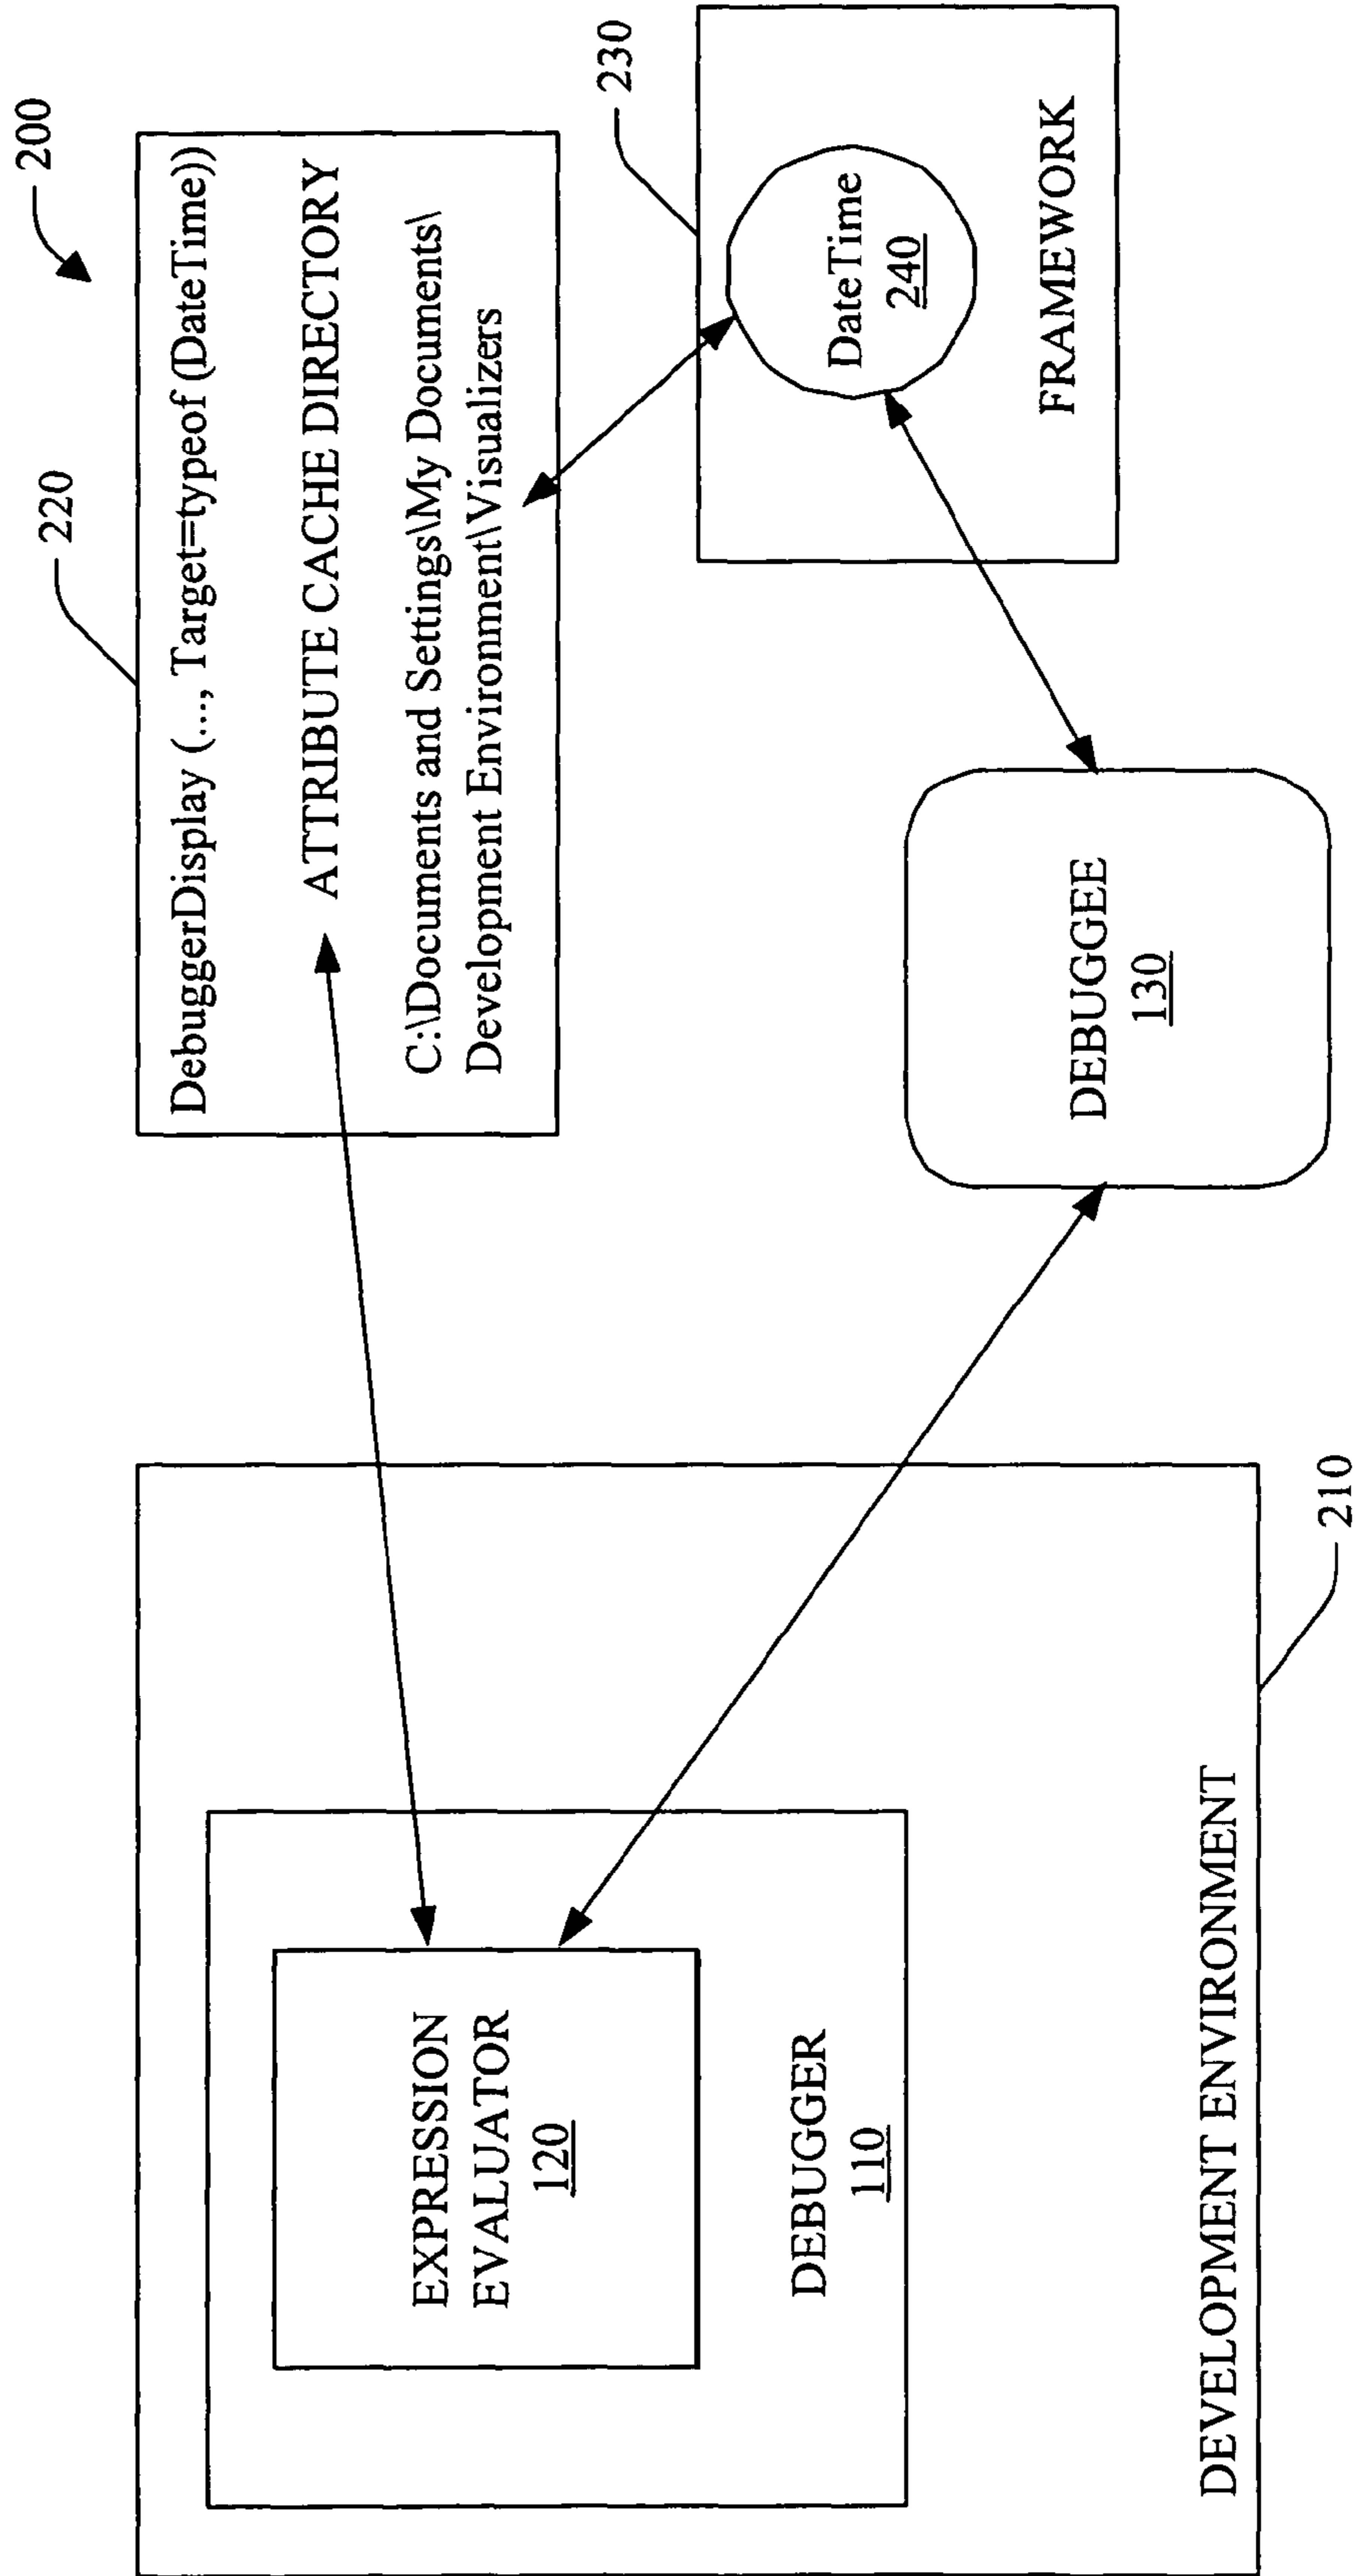 200
220
DebuggerDisplay (..., Target=typeof (DateTime))
ATTRIBUTE CACHE DIRECTORY
C:\Documents and Settings\My Documents\
Development Environment\Visualizers
EXPRESSION
EVALUATOR
120
DEBUGGER
110
DEVELOPMENT ENVIRONMENT
210
DEBUGGEE
130
230
DateTime
240
FRAMEWORK